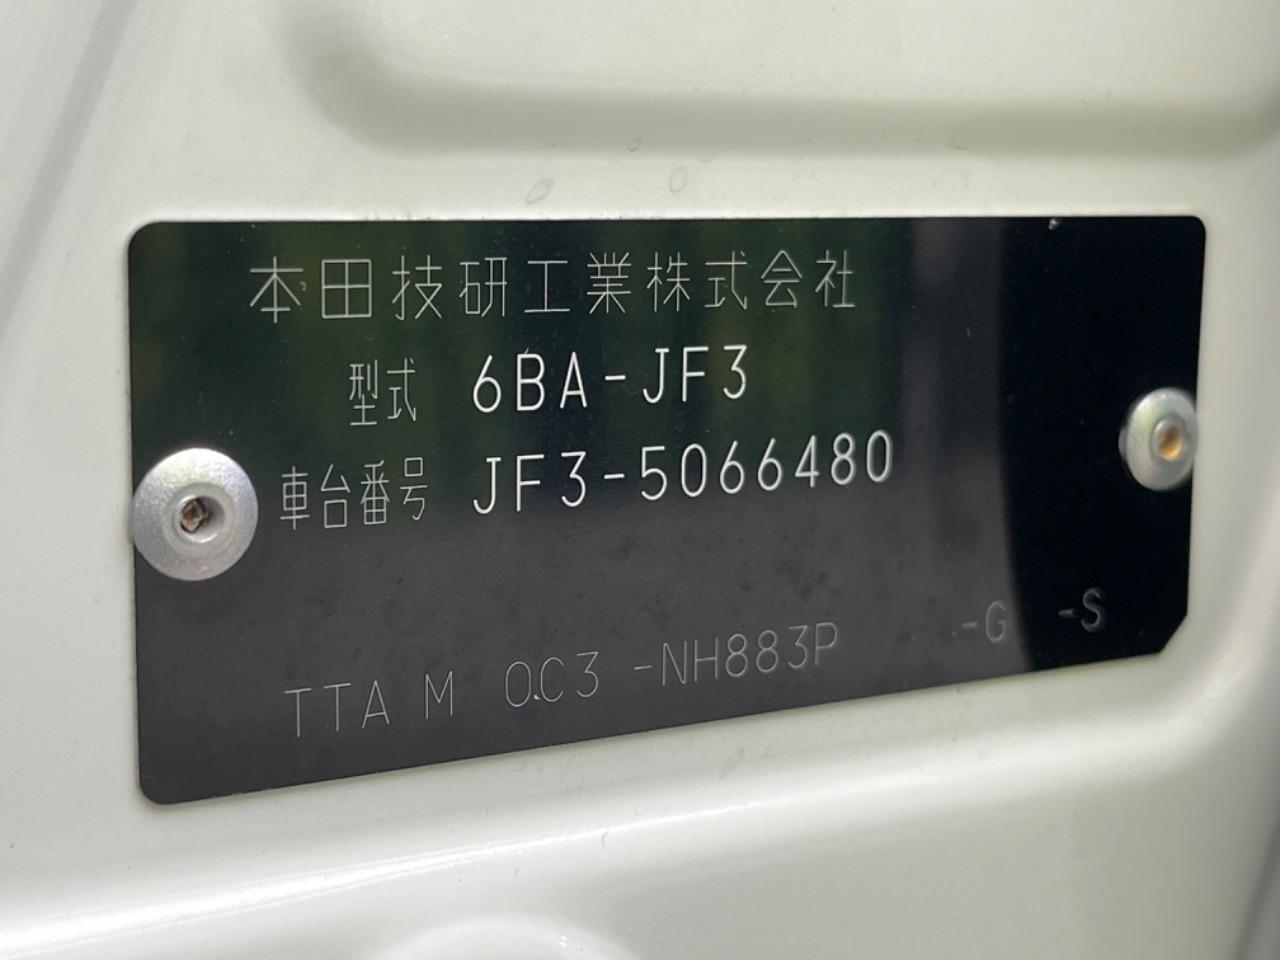 本田技研工業株式会社
型式 6BA-JF3
車台番号 JF3-5066480
TTA M 0C3 -NH883P -G -S